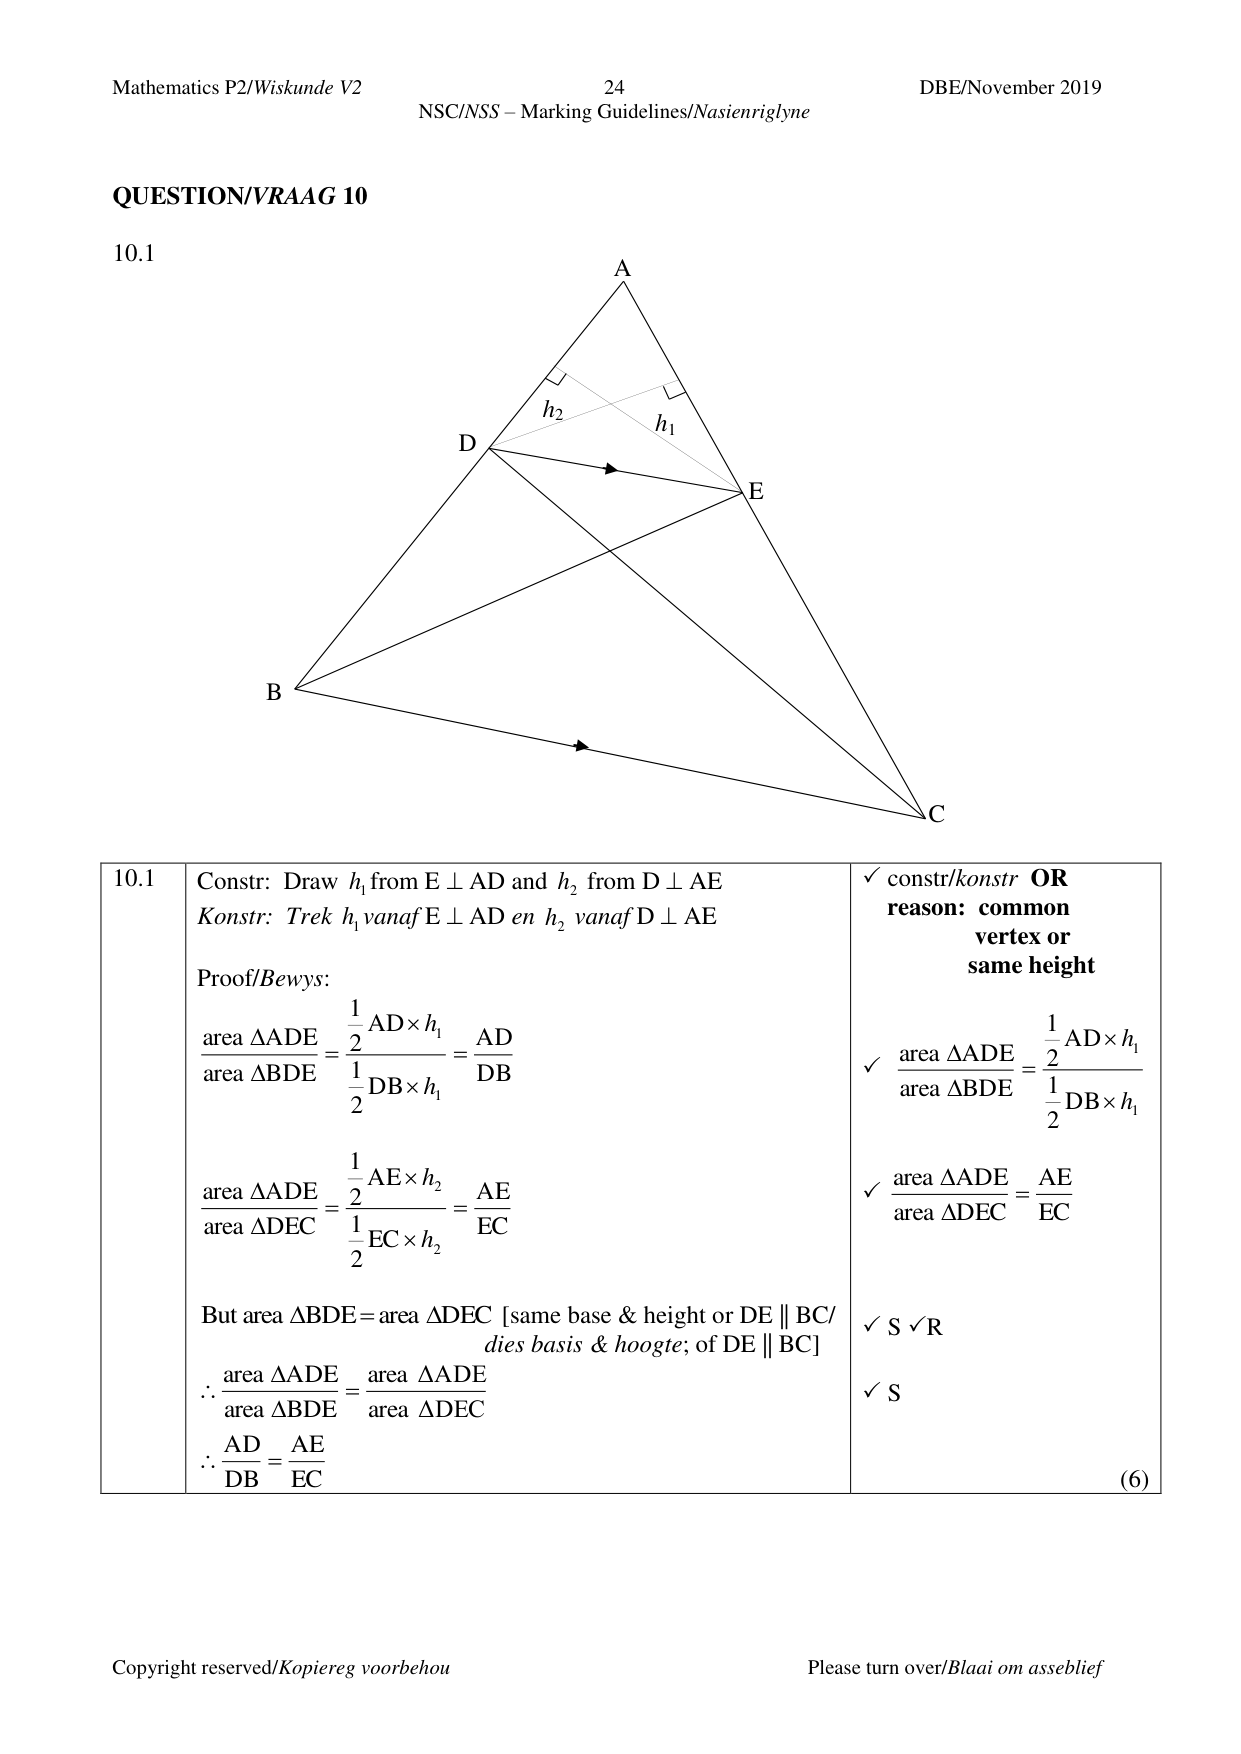 Mathematics P2/Wiskunde V2 24 DBE/November 2019
NSC/NSS – Marking Guidelines/Nasienriglyne
QUESTION/VRAAG 10
10.1
A
h₂
h₁
D
E
B
C
10.1
Constr: Draw h₁ from E ⊥ AD and h₂ from D ⊥ AE
Konstr: Trek h₁ vanaf E ⊥ AD en h₂ vanaf D ⊥ AE
Proof/Bewys:
area ΔADE / area ΔBDE = (1/2 AD × h₁) / (1/2 DB × h₁) = AD / DB
area ΔADE / area ΔDEC = (1/2 AE × h₂) / (1/2 EC × h₂) = AE / EC
But area ΔBDE = area ΔDEC [same base & height or DE || BC/
dies basis & hoogte; of DE || BC]
∴ area ΔADE / area ΔBDE = area ΔADE / area ΔDEC
∴ AD / DB = AE / EC
✓ constr/konstr OR
reason: common
vertex or
same height
✓ area ΔADE / area ΔBDE = (1/2 AD × h₁) / (1/2 DB × h₁)
✓ area ΔADE / area ΔDEC = AE / EC
✓ S ✓R
✓ S
(6)
Copyright reserved/Kopiereg voorbehou Please turn over/Blaai om asseblief